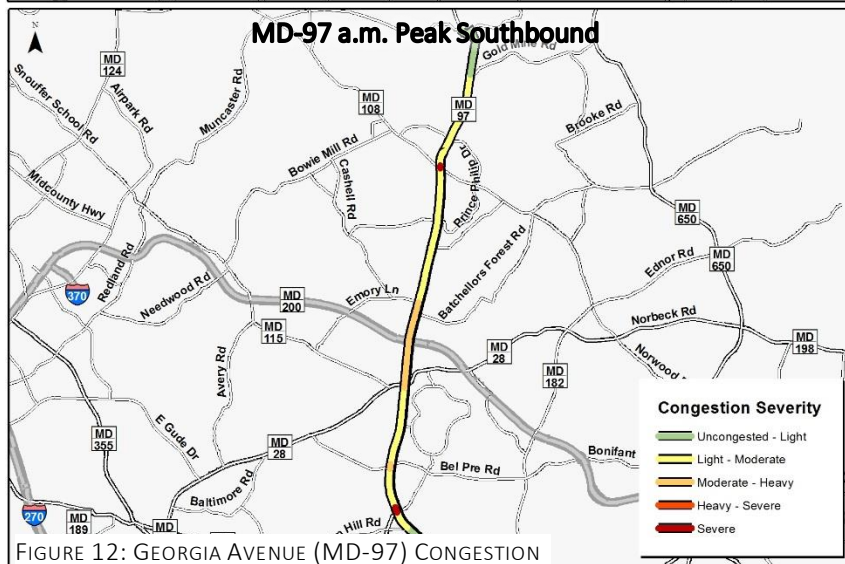 N
MD-97 a.m. Peak Southbound
Gold Mine Rd
MD
124
Snouffer School Rd
Airpark Rd
Muncaster Rd
MD
108
MD
97
Brooke Rd
Bowie Mill Rd
Cashell Rd
Prince Philip Dr
Midcounty Hwy
MD
650
Redland Rd
Batchellors Forest Rd
Ednor Rd
MD
650
370
Needwood Rd
MD
200
Emory Ln
Norbeck Rd
MD
115
MD
28
MD
198
Avery Rd
MD
182
Norwood
Congestion Severity
Uncongested - Light
Light - Moderate
Moderate - Heavy
Heavy - Severe
Severe
E Gude Dr
MD
355
MD
28
Bel Pre Rd
Bonifant
Baltimore Rd
270
MD
189
MD
Hill Rd
FIGURE 12: GEORGIA AVENUE (MD-97) CONGESTION